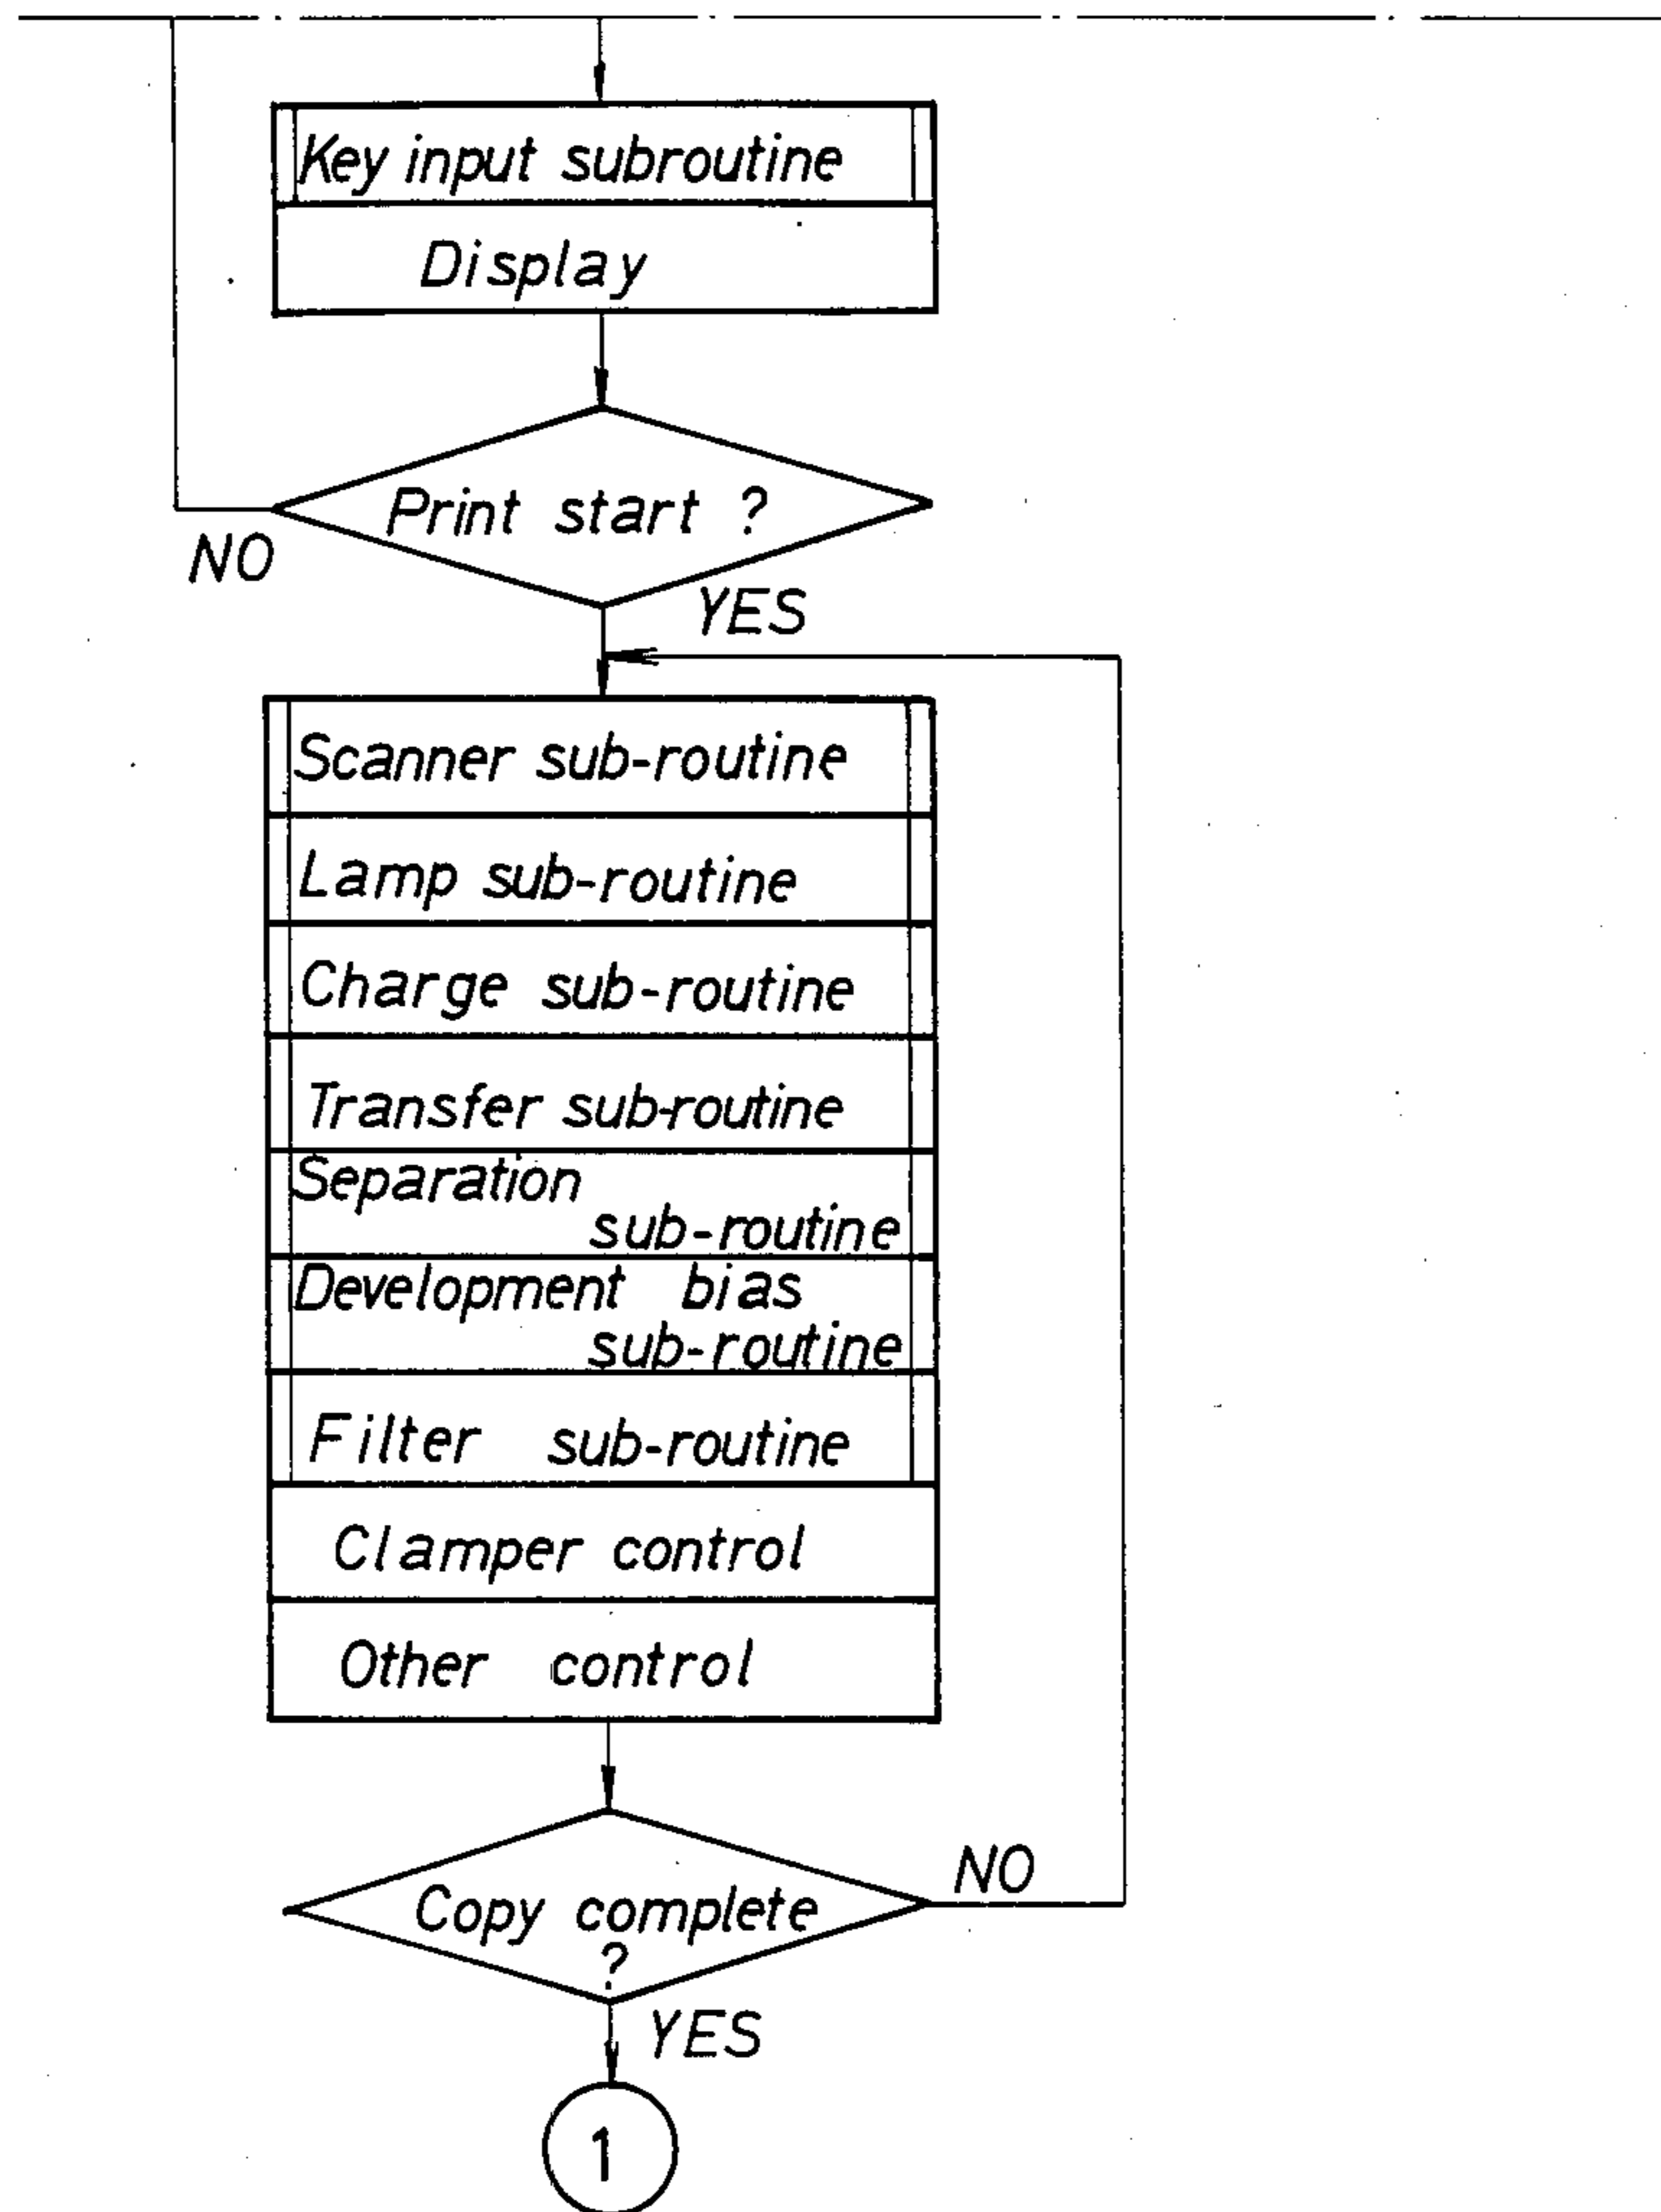 Key input subroutine
Display
Print start ?
NO
YES
Scanner sub-routine
Lamp sub-routine
Charge sub-routine
Transfer sub-routine
Separation
sub-routine
Development bias
sub-routine
Filter sub-routine
Clamper control
Other control
NO
Copy complete
?
YES
1